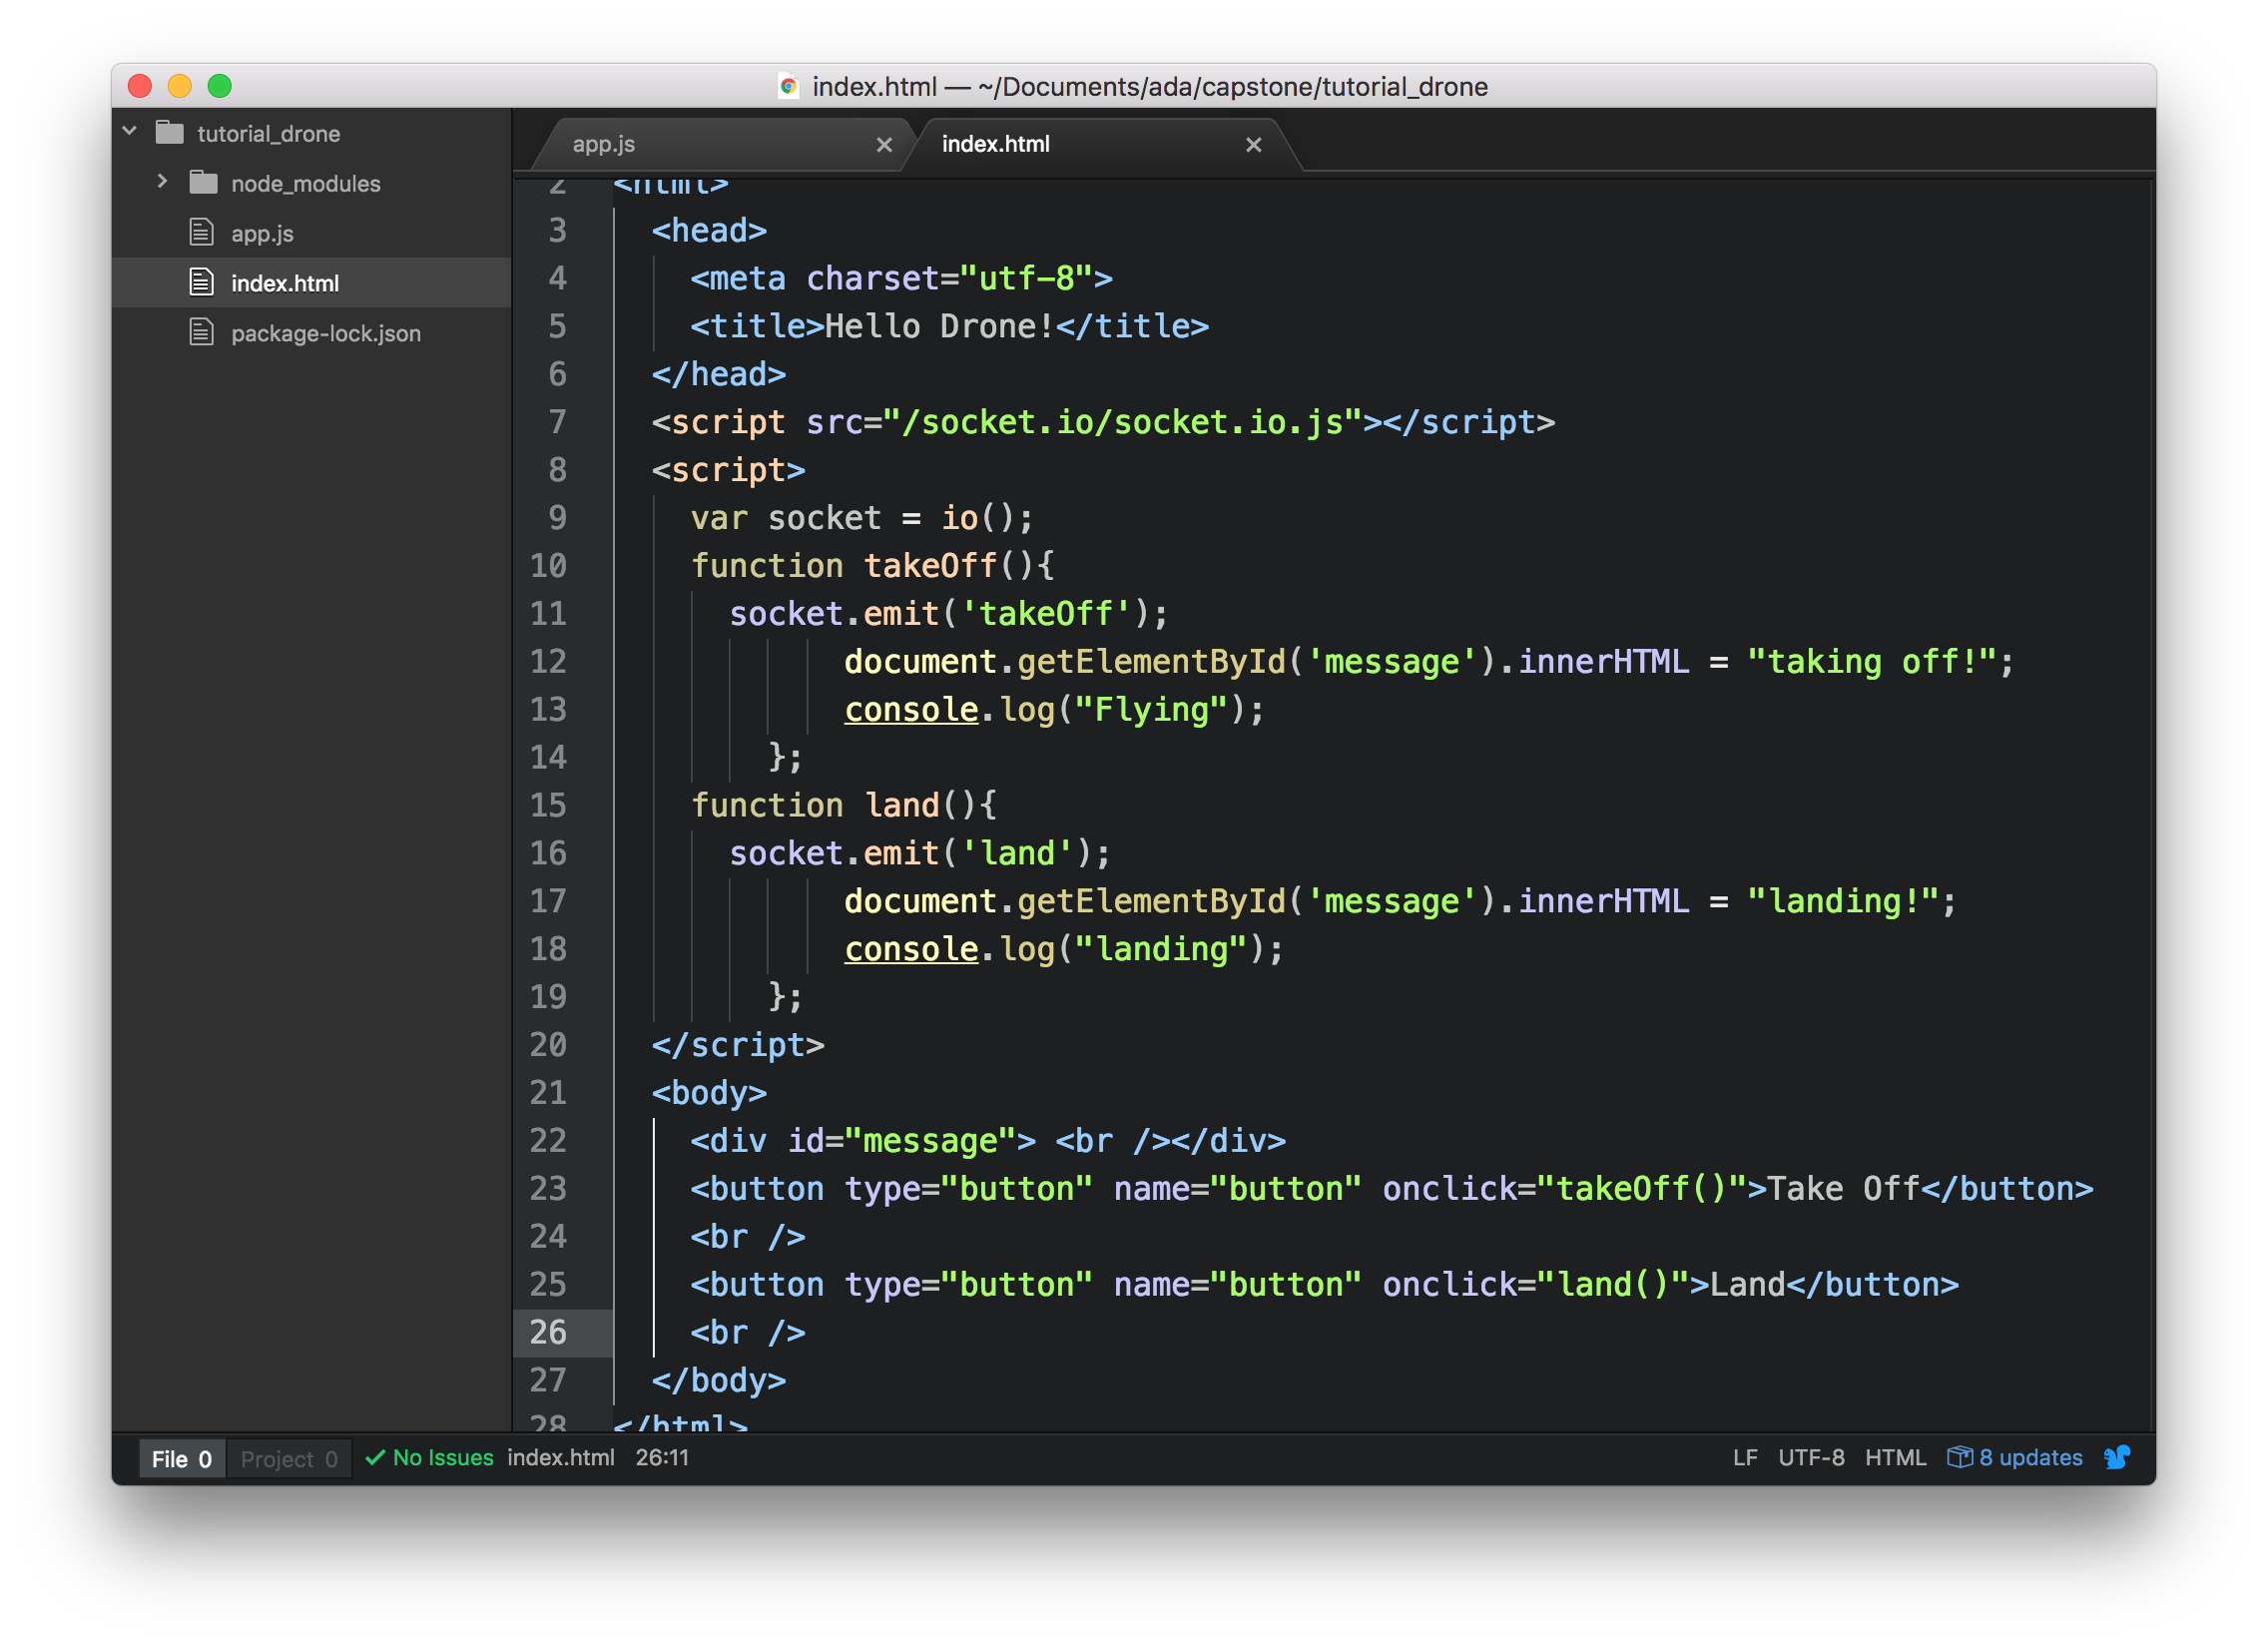 index.html — ~/Documents/ada/capstone/tutorial_drone
tutorial_drone
node_modules
app.js
index.html
package-lock.json
app.js
index.html
2 <html>
3 <head>
4 <meta charset="utf-8">
5 <title>Hello Drone!</title>
6 </head>
7 <script src="/socket.io/socket.io.js"></script>
8 <script>
9 var socket = io();
10 function takeOff(){
11 socket.emit('takeOff');
12 document.getElementById('message').innerHTML = "taking off!";
13 console.log("Flying");
14 };
15 function land(){
16 socket.emit('land');
17 document.getElementById('message').innerHTML = "landing!";
18 console.log("landing");
19 };
20 </script>
21 <body>
22 <div id="message"> <br /></div>
23 <button type="button" name="button" onclick="takeOff()">Take Off</button>
24 <br />
25 <button type="button" name="button" onclick="land()">Land</button>
26 <br />
27 </body>
28 </html>
File 0 Project 0 No Issues index.html 26:11 LF UTF-8 HTML 8 updates